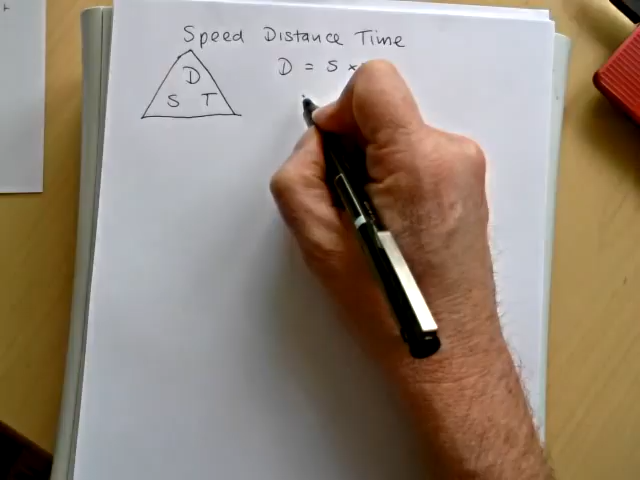 Speed Distance Time
D = S ×
D
S T